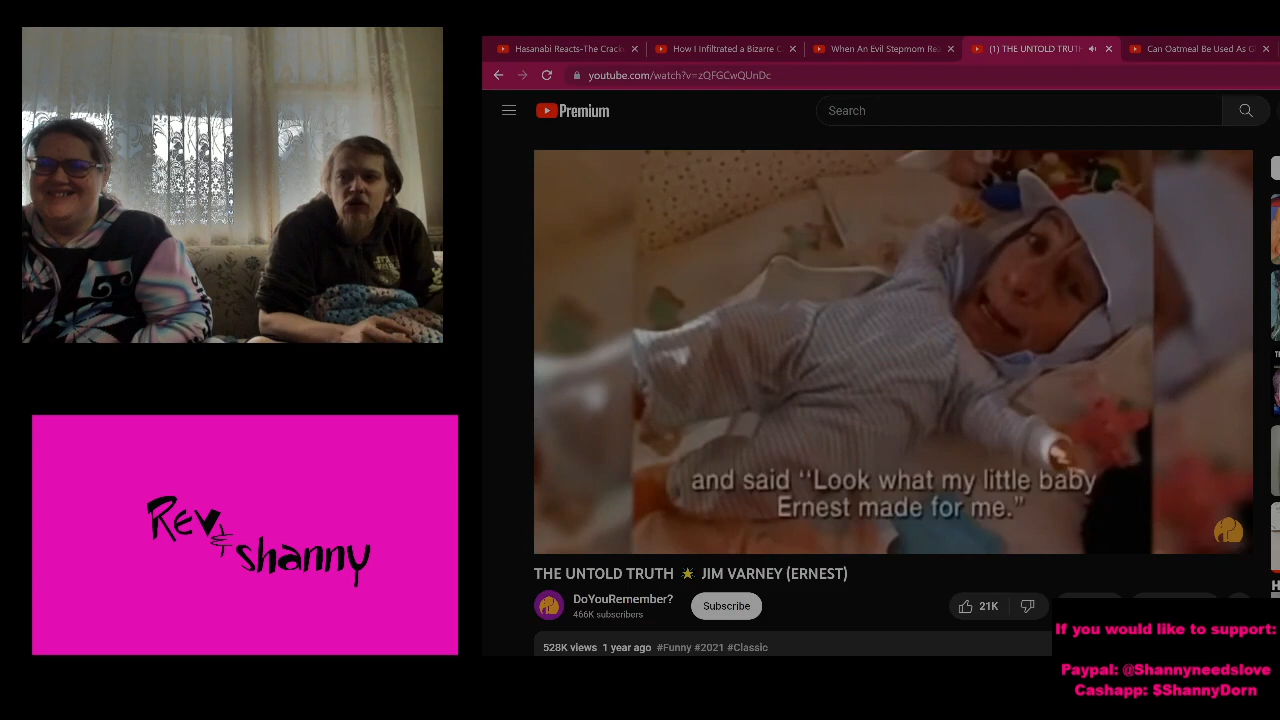 Hasanabi Reacts-The Crack
How I Infiltrated a Bizarre C
When An Evil Stepmom Rea
(1) THE UNTOLD TRUTH
Can Oatmeal Be Used As G
youtube.com/watch?v=zQFGCwQUnDc
Premium
Search
and said ‘‘Look what my little baby
Ernest made for me.”
Rev
&
shanny
THE UNTOLD TRUTH 🌟 JIM VARNEY (ERNEST)
DoYouRemember?
466K subscribers
Subscribe
21K
528K views 1 year ago #Funny #2021 #Classic
If you would like to support:
Paypal: @Shannyneedslove
Cashapp: $ShannyDorn